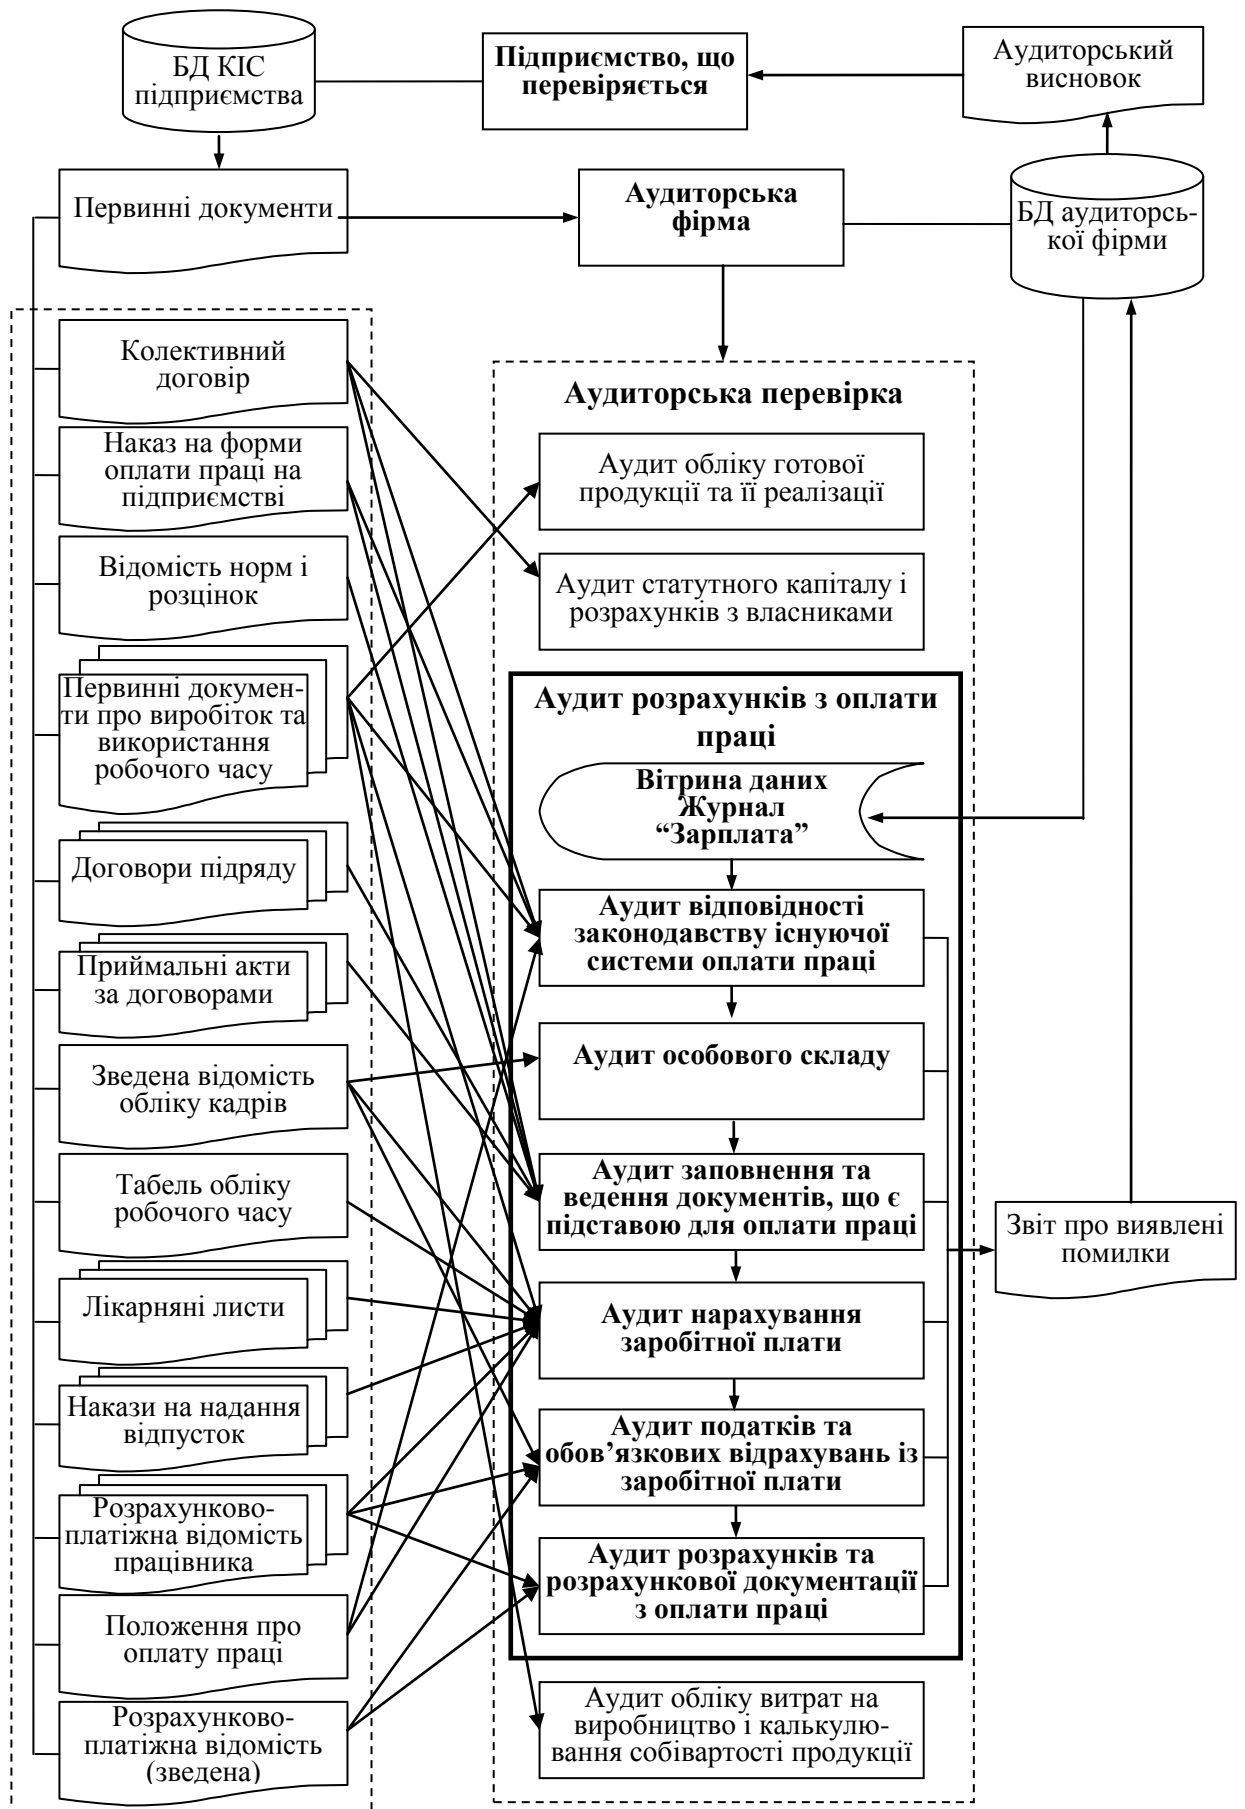 БД КІС
підприємства
Підприємство, що
перевіряється
Аудиторський
висновок
Первинні документи
Аудиторська
фірма
БД аудиторсь-
кої фірми
Колективний
договір
Наказ на форми
оплати праці на
підприємстві
Відомість норм і
розцінок
Первинні докумен-
ти про виробіток та
використання
робочого часу
Договори підряду
Приймальні акти
за договорами
Зведена відомість
обліку кадрів
Табель обліку
робочого часу
Лікарняні листи
Накази на надання
відпусток
Розрахунково-
платіжна відомість
працівника
Положення про
оплату праці
Розрахунково-
платіжна відомість
(зведена)
Аудиторська перевірка
Аудит обліку готової
продукції та її реалізації
Аудит статутного капіталу і
розрахунків з власниками
Аудит розрахунків з оплати
праці
Вітрина даних
Журнал
“Зарплата”
Аудит відповідності
законодавству існуючої
системи оплати праці
Аудит особового складу
Аудит заповнення та
ведення документів, що є
підставою для оплати праці
Аудит нарахування
заробітної плати
Аудит податків та
обов’язкових відрахувань із
заробітної плати
Аудит розрахунків та
розрахункової документації
з оплати праці
Аудит обліку витрат на
виробництво і калькулю-
вання собівартості продукції
Звіт про виявлені
помилки